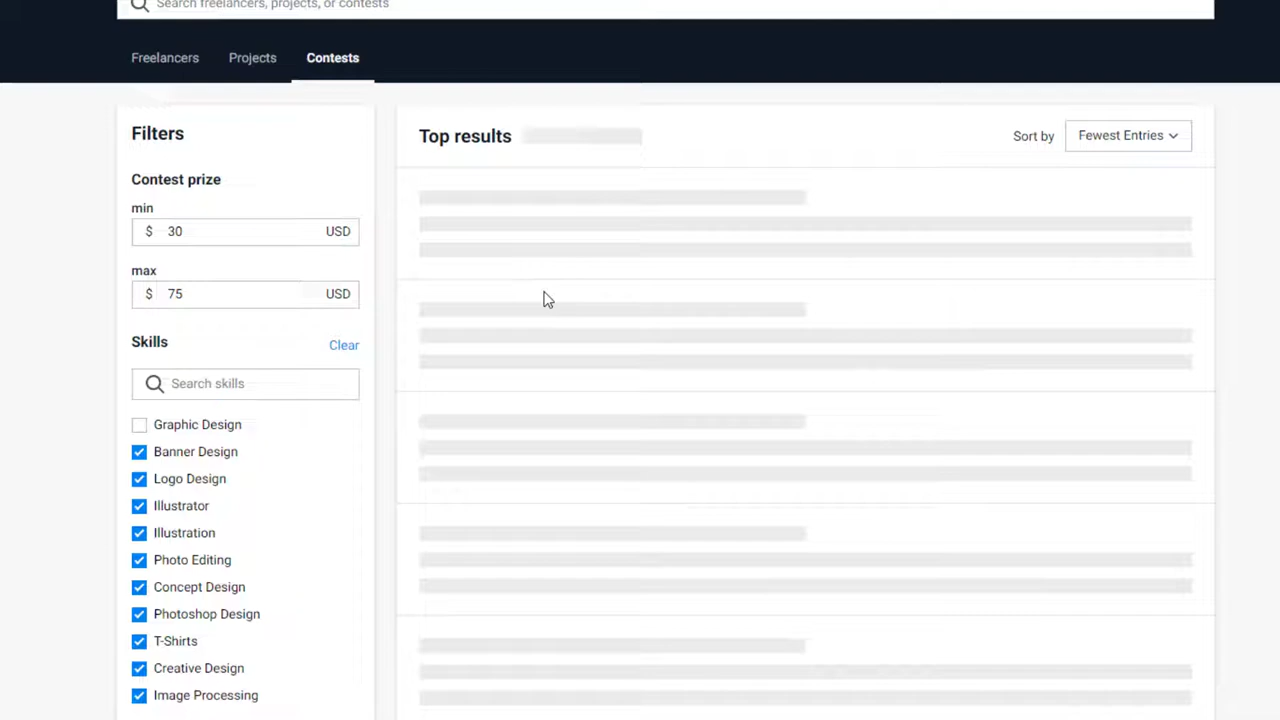 Search freelancers, projects, or contests
Freelancers Projects Contests
Filters
Contest prize
min
$ 30 USD
max
$ 75 USD
Skills Clear
Search skills
Graphic Design
Banner Design
Logo Design
Illustrator
Illustration
Photo Editing
Concept Design
Photoshop Design
T-Shirts
Creative Design
Image Processing
Top results Sort by Fewest Entries